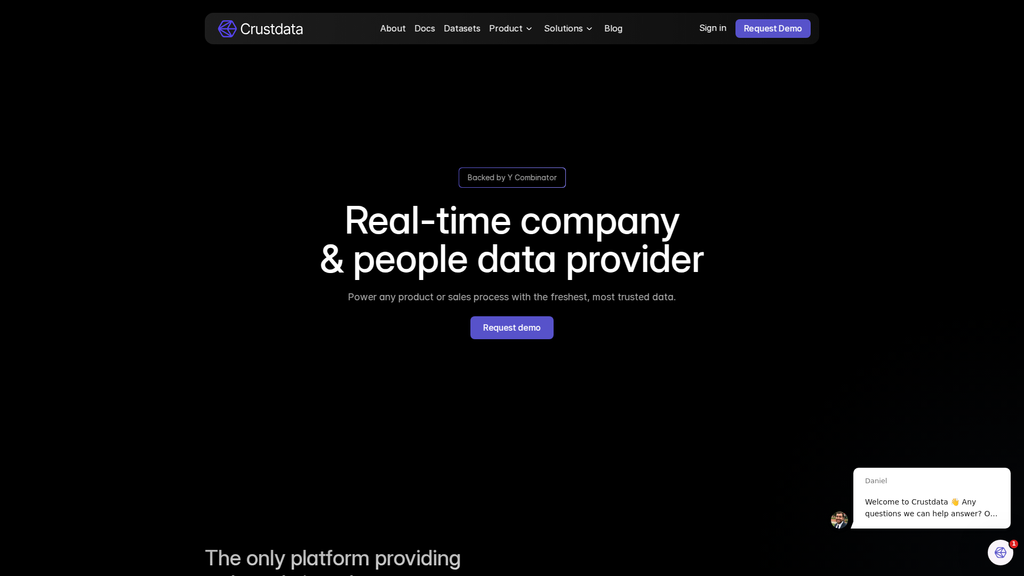 Crustdata
About
Docs
Datasets
Product
Solutions
Blog
Sign in
Request Demo
Backed by Y Combinator
Real-time company
& people data provider
Power any product or sales process with the freshest, most trusted data.
Request demo
Daniel
Welcome to Crustdata 👋 Any
questions we can help answer? O...
1
The only platform providing